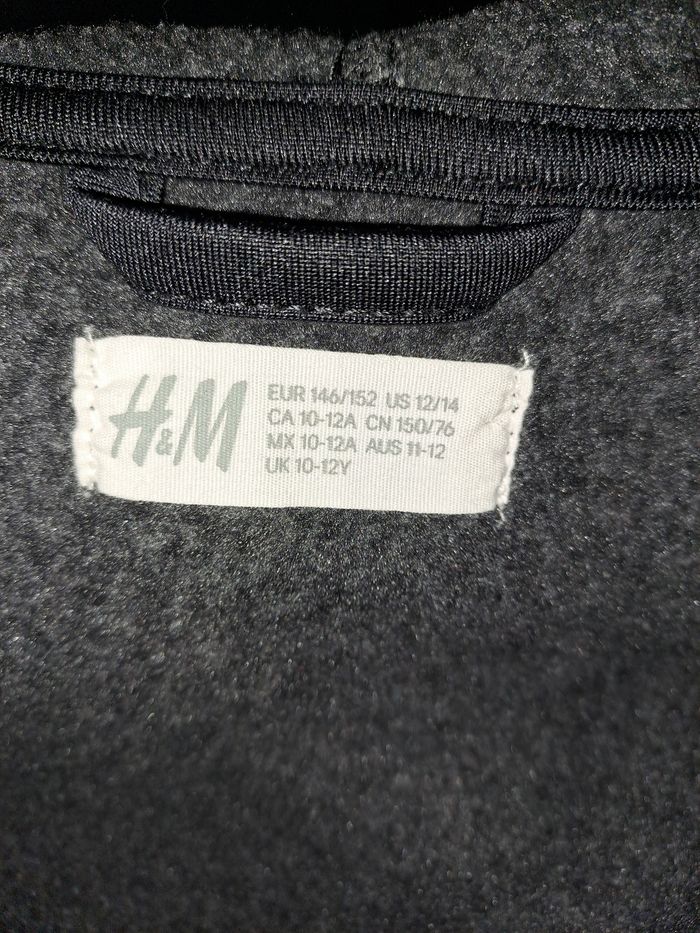 H&M
EUR 146/152 US 12/14
CA 10-12A CN 150/76
MX 10-12A AUS 11-12
UK 10-12Y